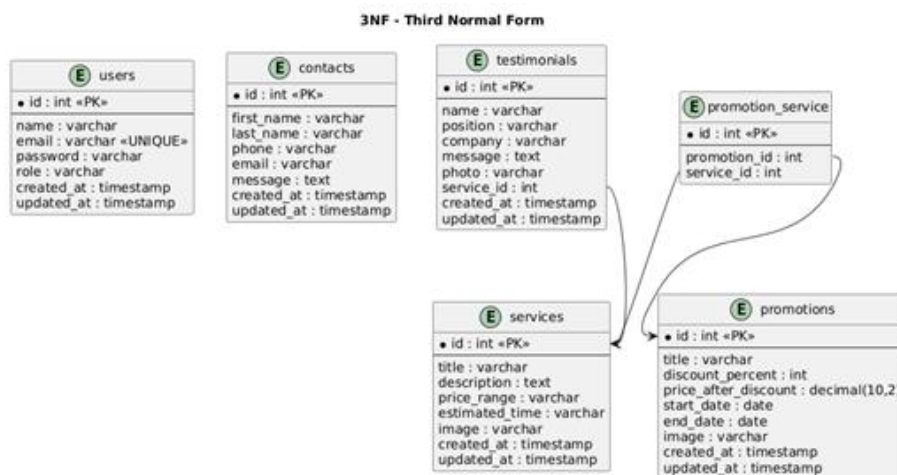 3NF - Third Normal Form
E users
id : int «PK»
name : varchar
email : varchar «UNIQUE»
password : varchar
role : varchar
created_at : timestamp
updated_at : timestamp
E contacts
id : int «PK»
first_name : varchar
last_name : varchar
phone : varchar
email : varchar
message : text
created_at : timestamp
updated_at : timestamp
E testimonials
id : int «PK»
name : varchar
position : varchar
company : varchar
message : text
photo : varchar
service_id : int
created_at : timestamp
updated_at : timestamp
E promotion_service
id : int «PK»
promotion_id : int
service_id : int
E services
id : int «PK»
title : varchar
description : text
price_range : varchar
estimated_time : varchar
image : varchar
created_at : timestamp
updated_at : timestamp
E promotions
id : int «PK»
title : varchar
discount_percent : int
price_after_discount : decimal(10,2
start_date : date
end_date : date
image : varchar
created_at : timestamp
updated_at : timestamp